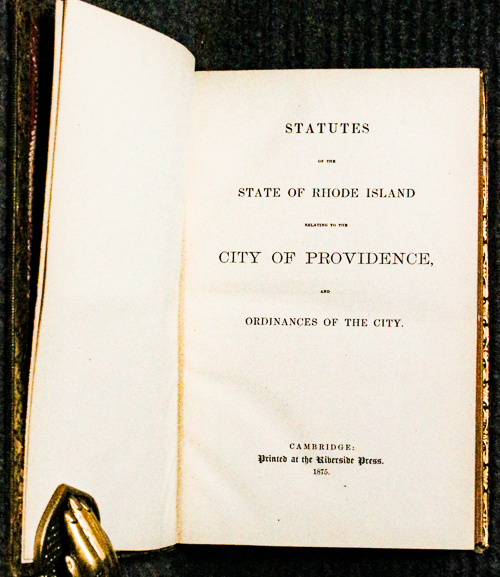 STATUTES
OF THE
STATE OF RHODE ISLAND
RELATING TO THE
CITY OF PROVIDENCE,
AND
ORDINANCES OF THE CITY.
CAMBRIDGE:
Printed at the Riverside Press.
1875.